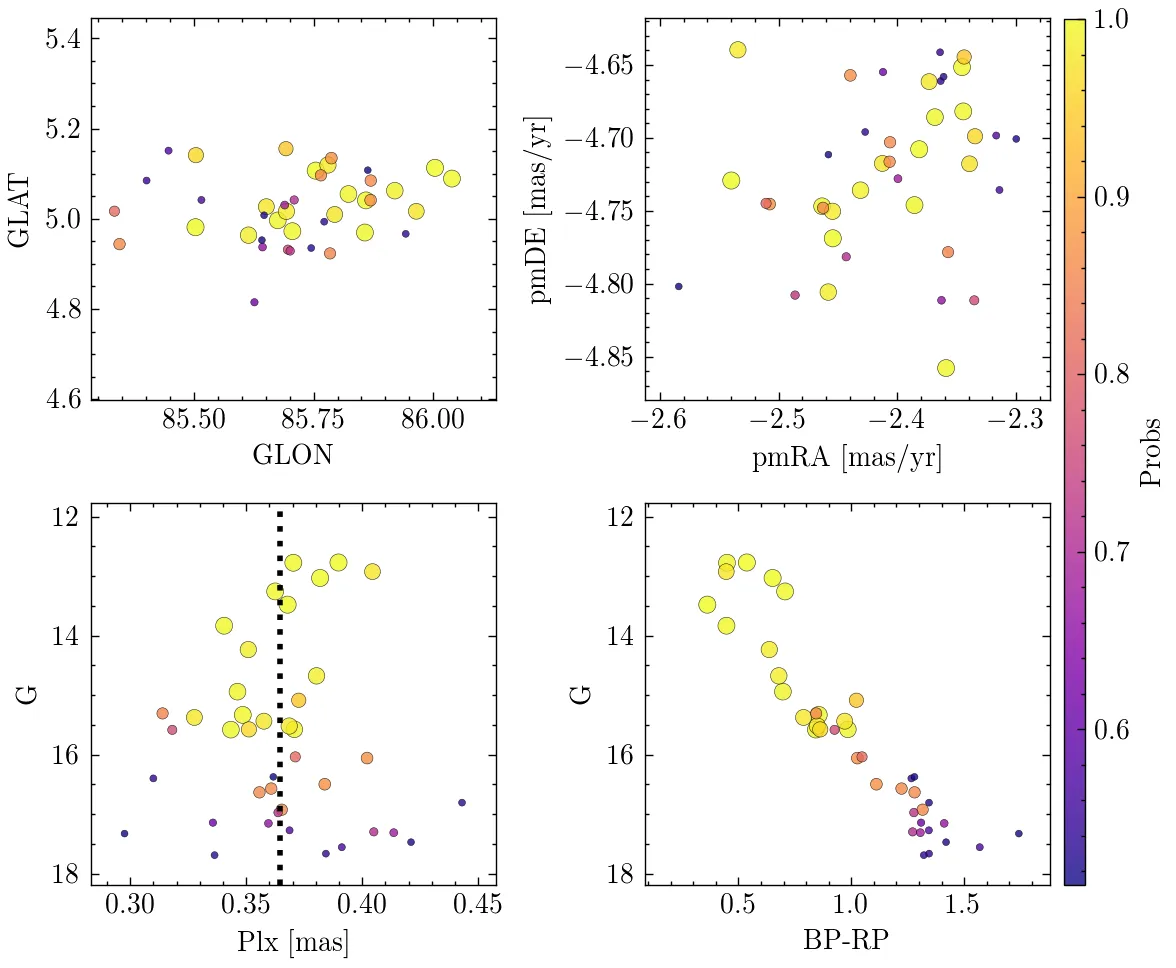 5.4
5.2
5.0
4.8
4.6
GLAT
85.50 85.75 86.00
GLON
−4.65
−4.70
−4.75
−4.80
−4.85
pmDE [mas/yr]
−2.6 −2.5 −2.4 −2.3
pmRA [mas/yr]
1.0
0.9
0.8
0.7
0.6
Probs
12
14
16
18
G
0.30 0.35 0.40 0.45
Plx [mas]
12
14
16
18
G
0.5 1.0 1.5
BP-RP